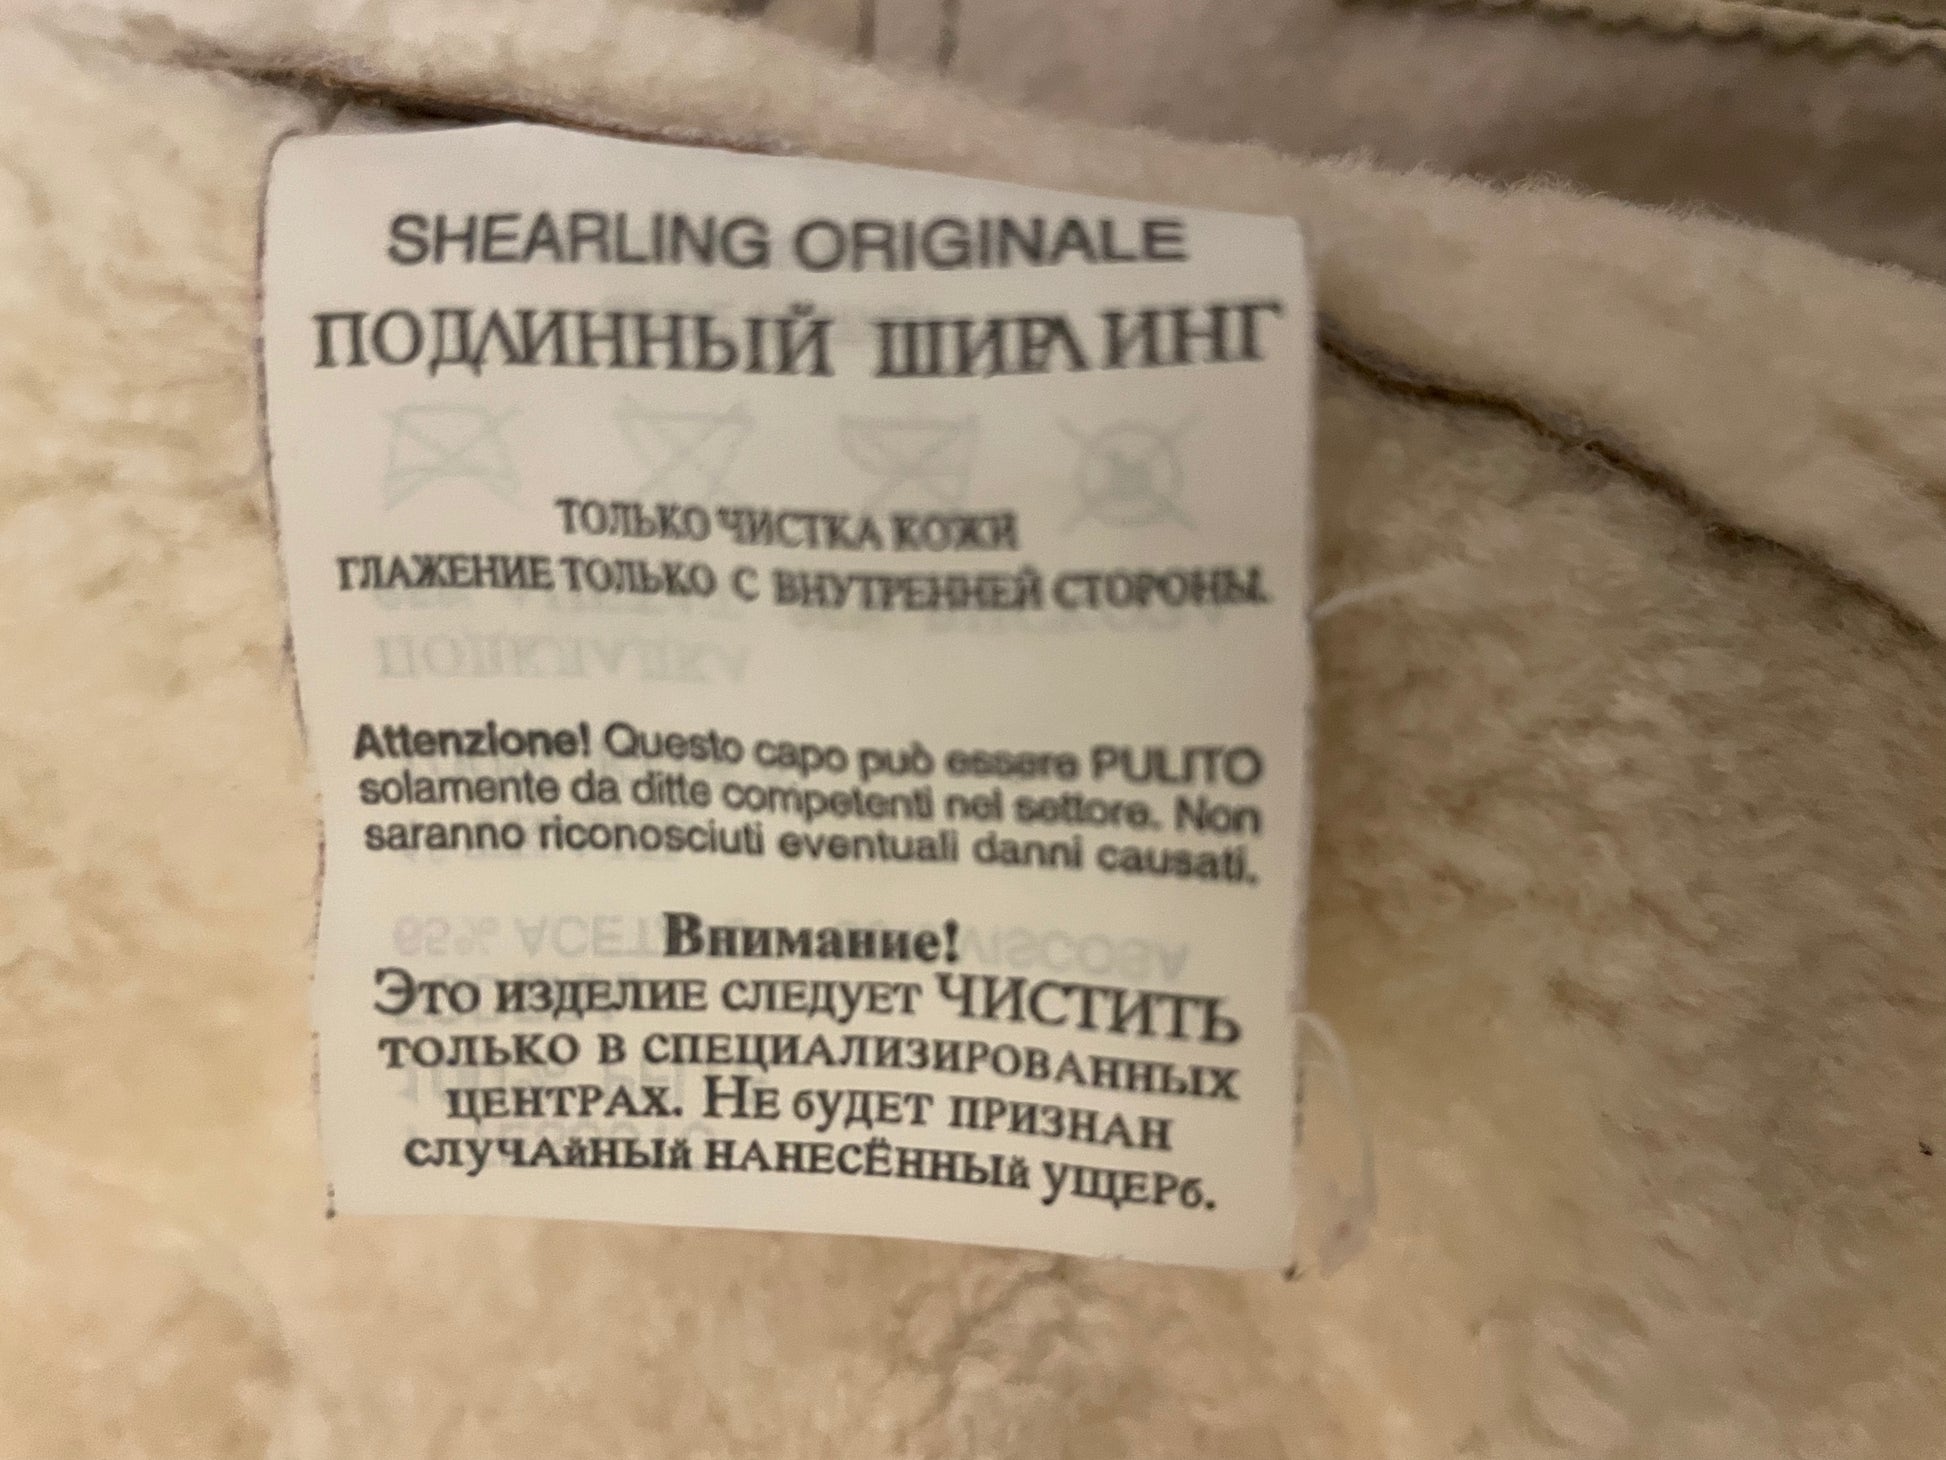 SHEARLING ORIGINALE
ПОДЛИННЫЙ ШИРЛИНГ
ТОЛЬКО ЧИСТКА КОЖИ
ГЛАЖЕНИЕ ТОЛЬКО С ВНУТРЕННЕЙ СТОРОНЫ.
Attenzione! Questo capo può essere PULITO
solamente da ditte competenti nel settore. Non
saranno riconosciuti eventuali danni causati.
Внимание!
Это изделие следует ЧИСТИТЬ
только в специализированных
центрах. Не будет признан
случайный нанесённый ущерб.